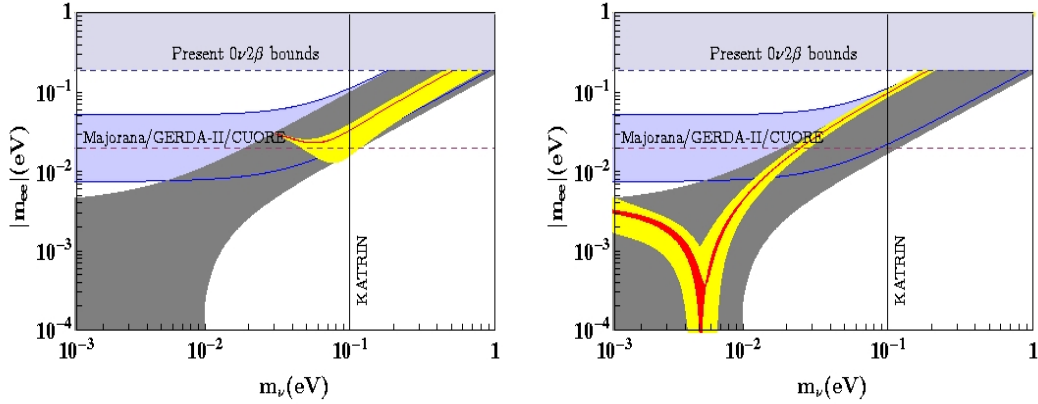 1
Present 0ν2β bounds
10⁻¹
Majorana/GERDA-II/CUORE
10⁻²
10⁻³
10⁻⁴
|mₑₑ|(eV)
KATRIN
10⁻³
10⁻²
10⁻¹
1
m_ν(eV)
1
Present 0ν2β bounds
10⁻¹
Majorana/GERDA-II/CUORE
10⁻²
10⁻³
10⁻⁴
|mₑₑ|(eV)
KATRIN
10⁻³
10⁻²
10⁻¹
1
m_ν(eV)